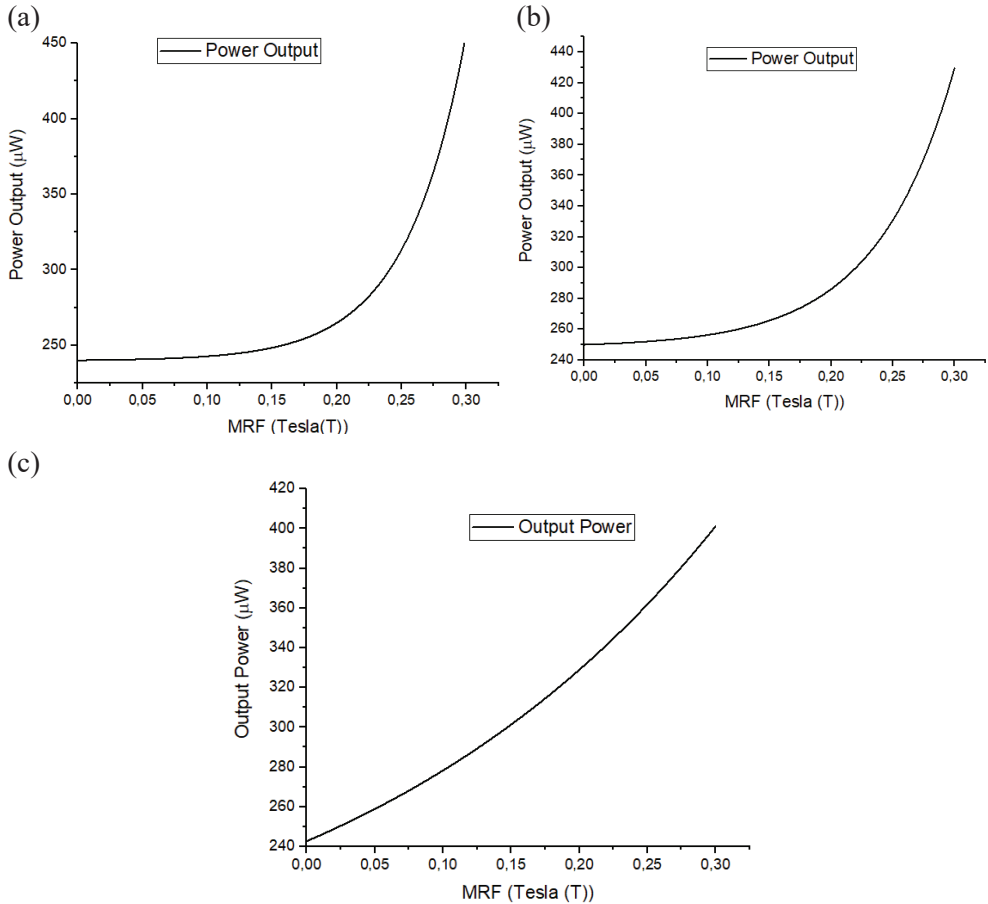 (a)
Power Output
450
400
350
300
250
Power Output (µW)
0,00 0,05 0,10 0,15 0,20 0,25 0,30
MRF (Tesla(T))
(b)
Power Output
440
420
400
380
360
340
320
300
280
260
240
Power Output (µW)
0,00 0,05 0,10 0,15 0,20 0,25 0,30
MRF (Tesla (T))
(c)
Output Power
420
400
380
360
340
320
300
280
260
240
Output Power (µW)
0,00 0,05 0,10 0,15 0,20 0,25 0,30
MRF (Tesla (T))